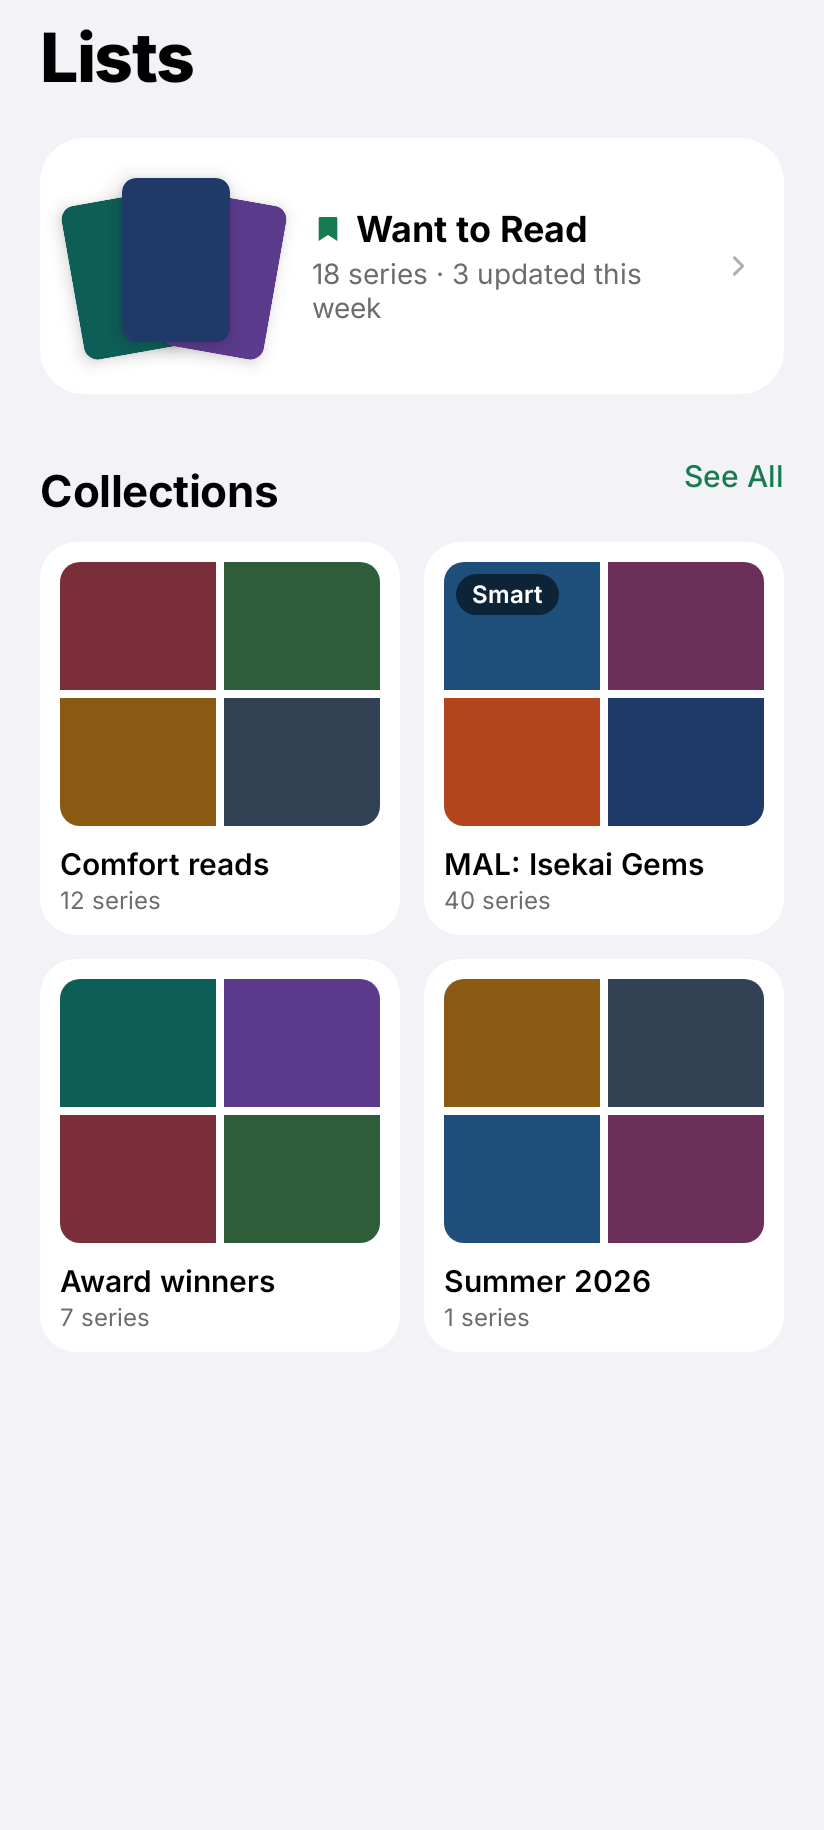 Lists
Want to Read
18 series · 3 updated this
week
Collections
See All
Smart
Comfort reads
12 series
MAL: Isekai Gems
40 series
Award winners
7 series
Summer 2026
1 series